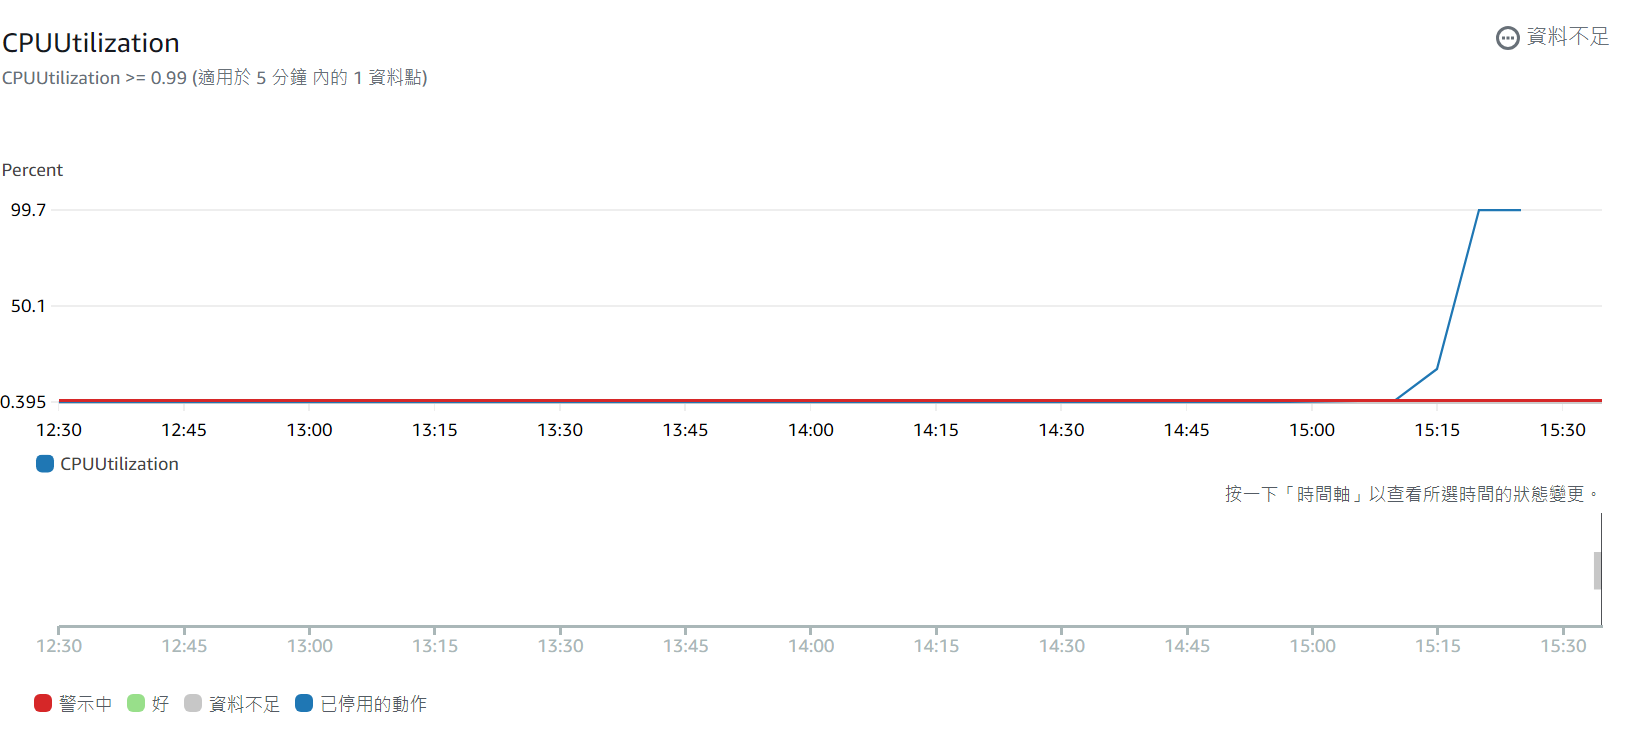 CPUUtilization
資料不足
CPUUtilization >= 0.99 (適用於 5 分鐘 內的 1 資料點)
Percent
99.7
50.1
0.395
12:30 12:45 13:00 13:15 13:30 13:45 14:00 14:15 14:30 14:45 15:00 15:15 15:30
CPUUtilization
按一下「時間軸」以查看所選時間的狀態變更。
12:30 12:45 13:00 13:15 13:30 13:45 14:00 14:15 14:30 14:45 15:00 15:15 15:30
警示中 好 資料不足 已停用的動作